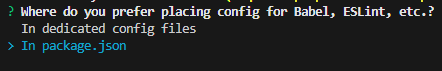 ? Where do you prefer placing config for Babel, ESLint, etc.?
In dedicated config files
> In package.json